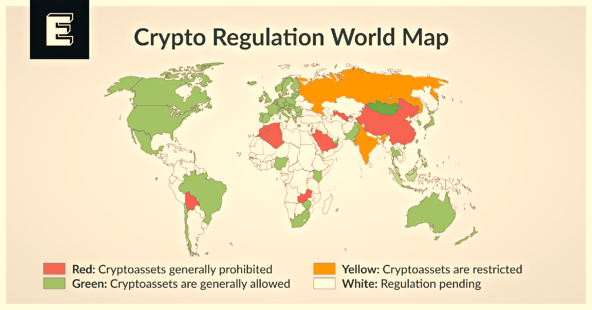 E
Crypto Regulation World Map
Red: Cryptoassets generally prohibited
Yellow: Cryptoassets are restricted
Green: Cryptoassets are generally allowed
White: Regulation pending